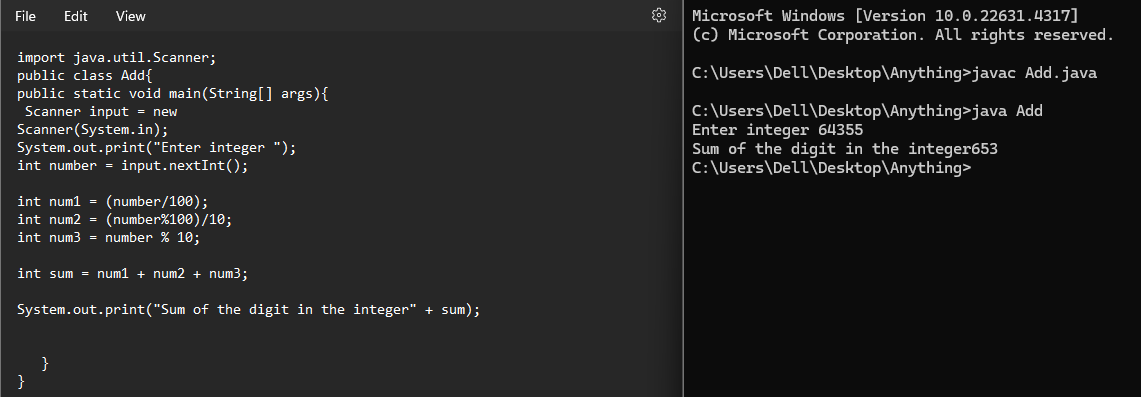 File Edit View
import java.util.Scanner;
public class Add{
public static void main(String[] args){
Scanner input = new
Scanner(System.in);
System.out.print("Enter integer ");
int number = input.nextInt();
int num1 = (number/100);
int num2 = (number%100)/10;
int num3 = number % 10;
int sum = num1 + num2 + num3;
System.out.print("Sum of the digit in the integer" + sum);
}
}
Microsoft Windows [Version 10.0.22631.4317]
(c) Microsoft Corporation. All rights reserved.
C:\Users\Dell\Desktop\Anything>javac Add.java
C:\Users\Dell\Desktop\Anything>java Add
Enter integer 64355
Sum of the digit in the integer653
C:\Users\Dell\Desktop\Anything>